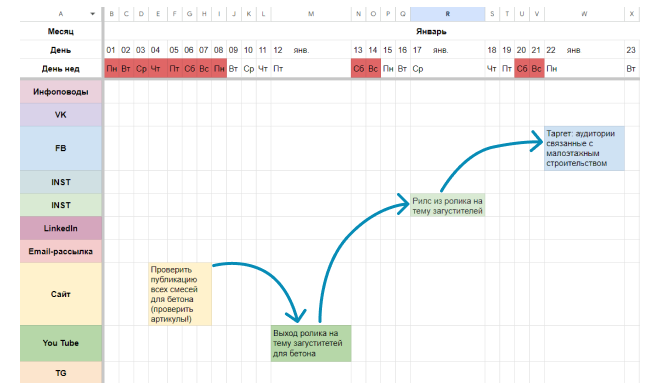 A B C D E F G H I J K L M N O P Q R S T U V W X
Месяц Январь
День 01 02 03 04 05 06 07 08 09 10 11 12 янв. 13 14 15 16 17 янв. 18 19 20 21 22 янв. 23
День нед Пн Вт Ср Чт Пт Сб Вс Пн Вт Ср Чт Пт Сб Вс Пн Вт Ср Чт Пт Сб Вс Пн Вт
Инфоповоды
VK
FB
Таргет: аудитории
связанные с
малоэтажным
строительством
INST
INST
Рилс из ролика на
тему загустителей
LinkedIn
Email-рассылка
Сайт
Проверить
публикацию
всех смесей
для бетона
(проверить
артикулы!)
You Tube
Выход ролика на
тему загуститетей
для бетона
TG